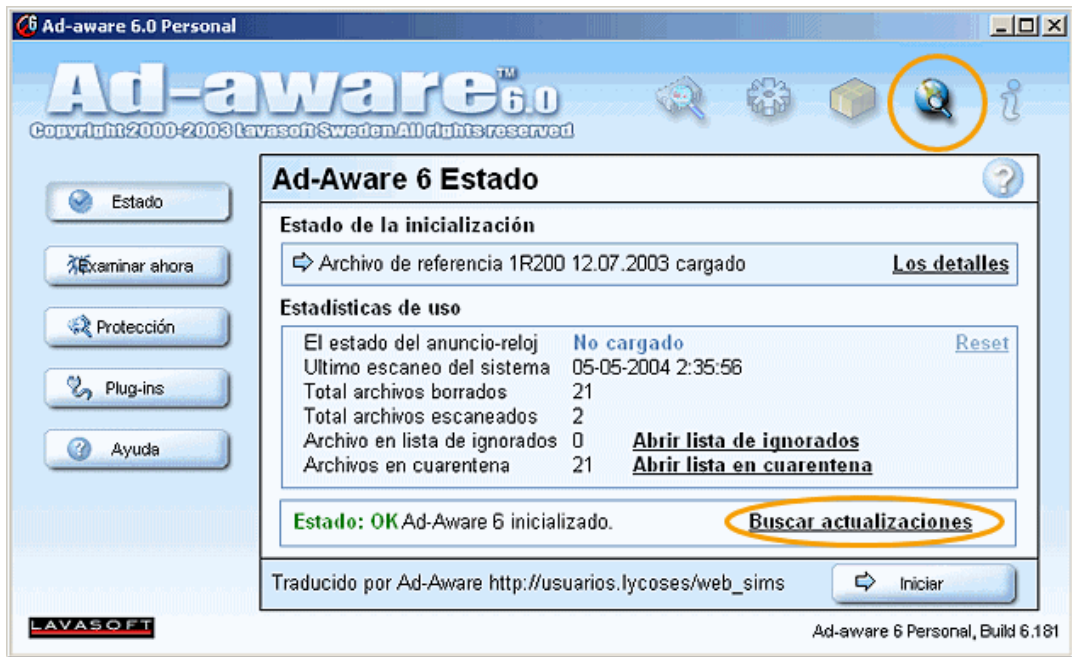 Ad-aware 6.0 Personal
Ad-aware™ 6.0
Copyright 2000-2003 Lavasoft Sweden All rights reserved
Ad-Aware 6 Estado
Estado
Examinar ahora
Protección
Plug-ins
Ayuda
Estado de la inicialización
Archivo de referencia 1R200 12.07.2003 cargado Los detalles
Estadísticas de uso
El estado del anuncio-reloj No cargado Reset
Ultimo escaneo del sistema 05-05-2004 2:35:56
Total archivos borrados 21
Total archivos escaneados 2
Archivo en lista de ignorados 0 Abrir lista de ignorados
Archivos en cuarentena 21 Abrir lista en cuarentena
Estado: OK Ad-Aware 6 inicializado. Buscar actualizaciones
Traducido por Ad-Aware http://usuarios.lycoses/web_sims Iniciar
LAVASOFT
Ad-aware 6 Personal, Build 6.181